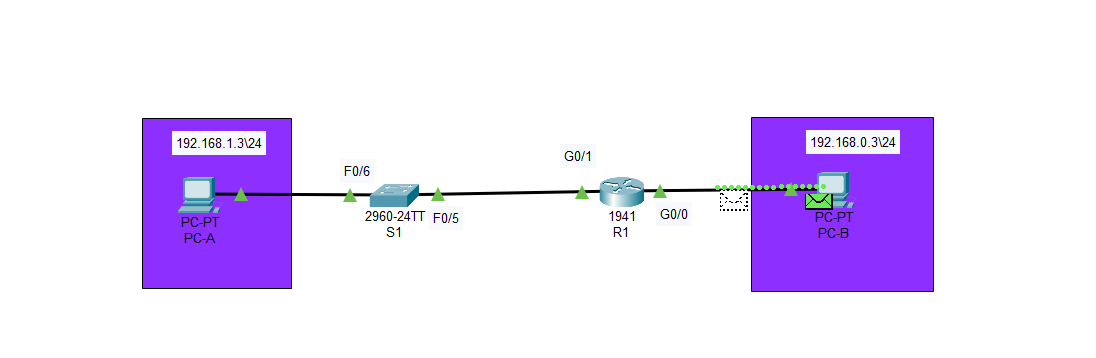 192.168.1.3\24
PC-PT
PC-A
F0/6
2960-24TT
S1
F0/5
G0/1
1941
R1
G0/0
192.168.0.3\24
PC-PT
PC-B